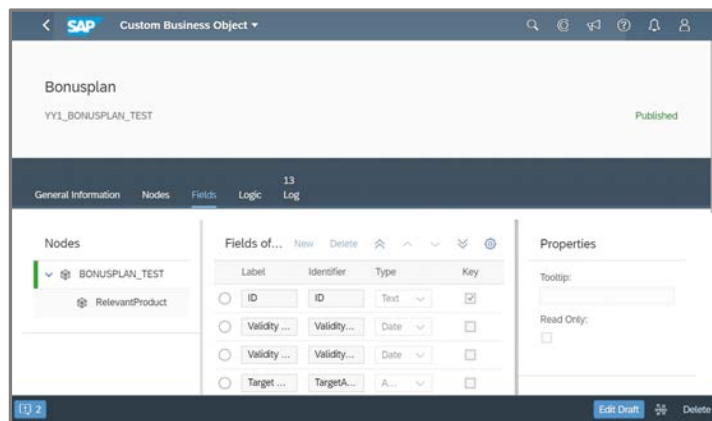 SAP Custom Business Object
Bonusplan
YY1_BONUSPLAN_TEST
Published
13
General Information Nodes Fields Logic Log
Nodes
BONUSPLAN_TEST
RelevantProduct
Fields of... New Delete
Label Identifier Type Key
ID ID Text
Validity ... Validity... Date
Validity ... Validity... Date
Target ... TargetA... A...
Properties
Tooltip:
Read Only:
2
Edit Draft Delete